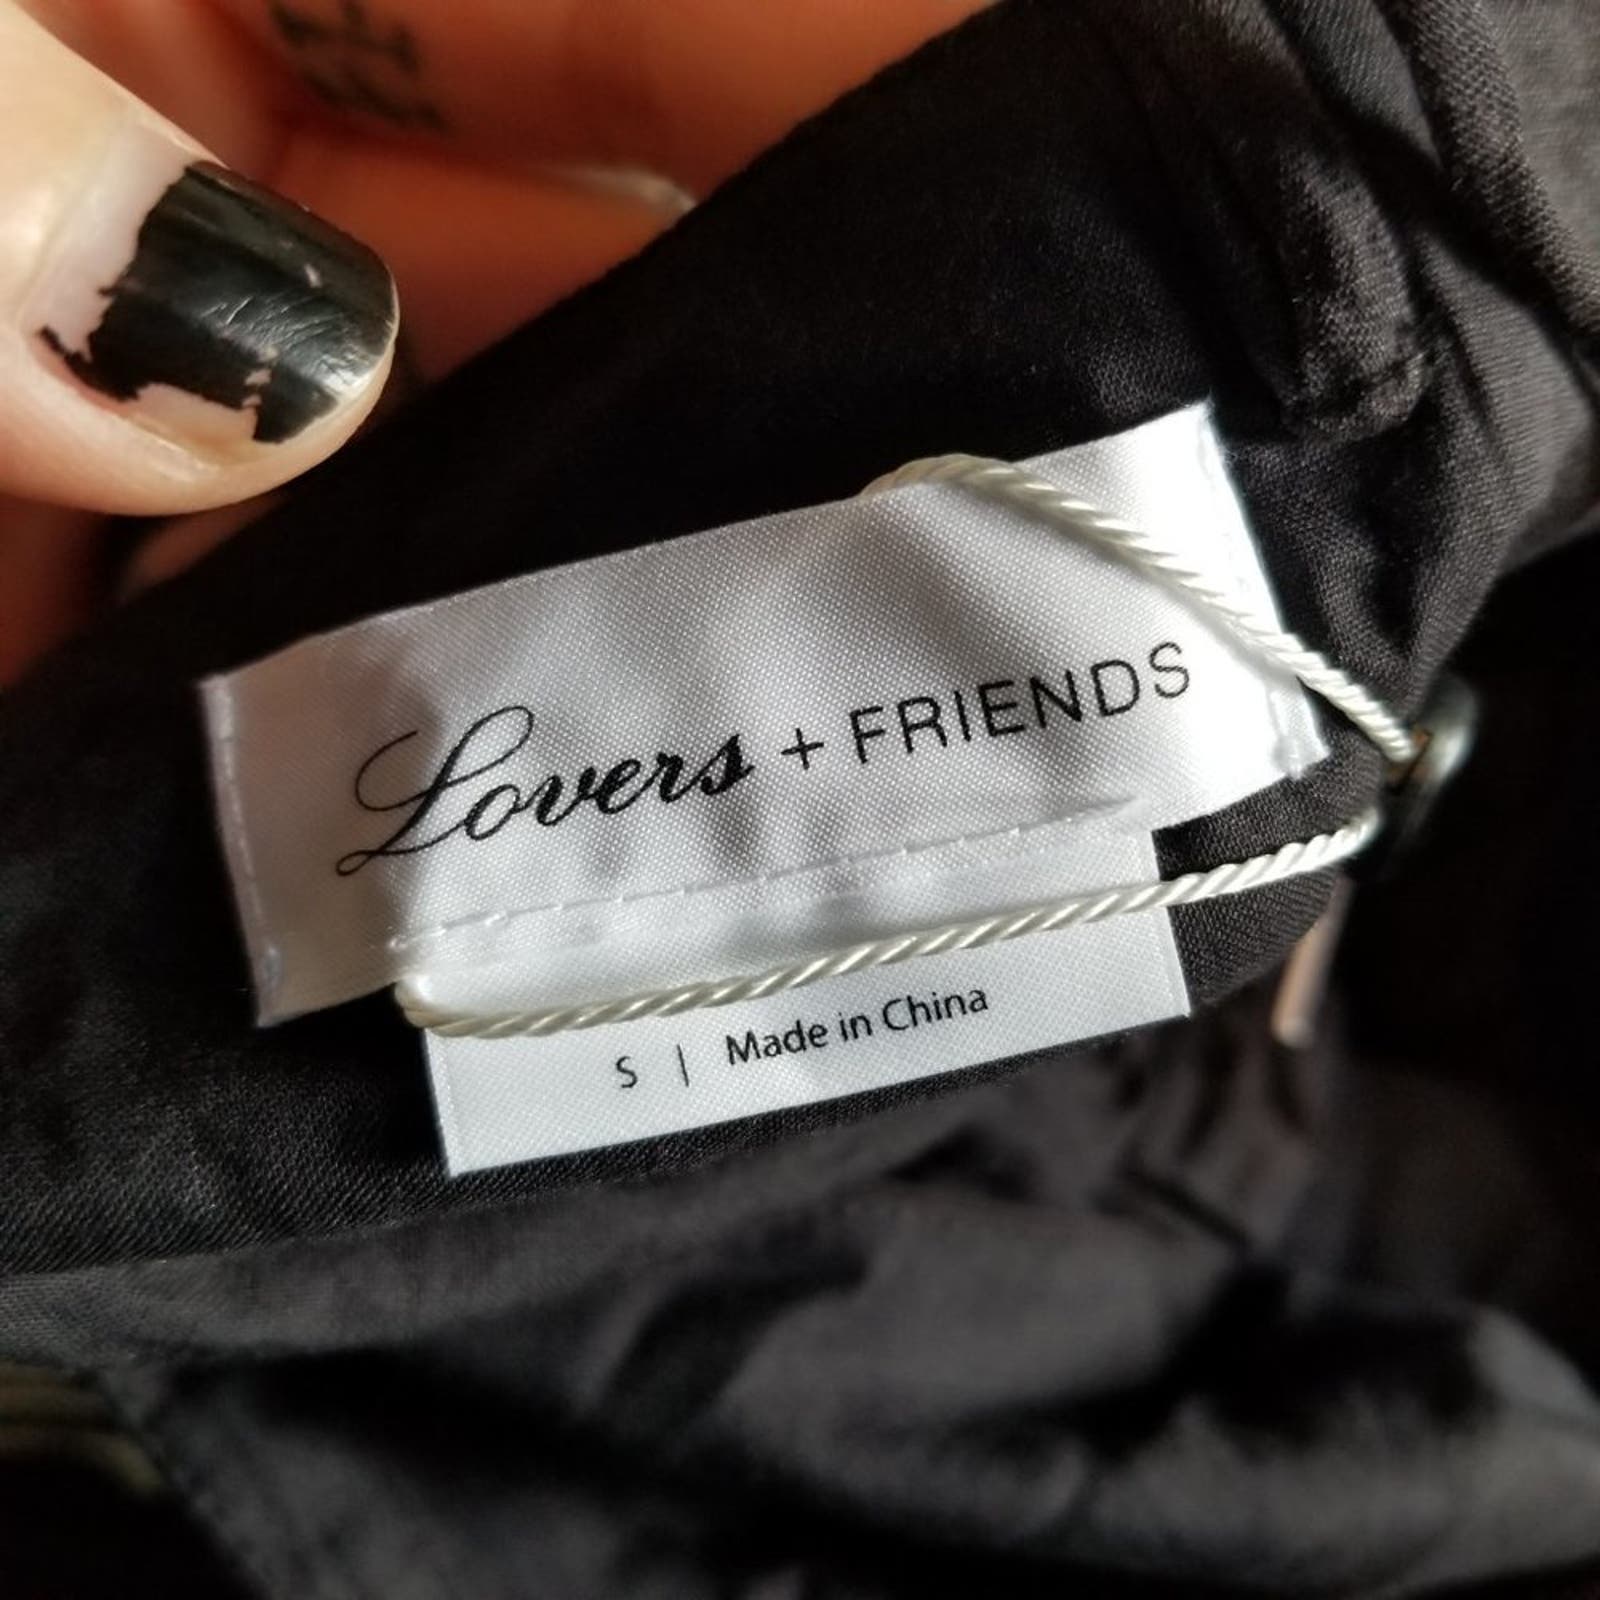 Lovers + FRIENDS
S | Made in China